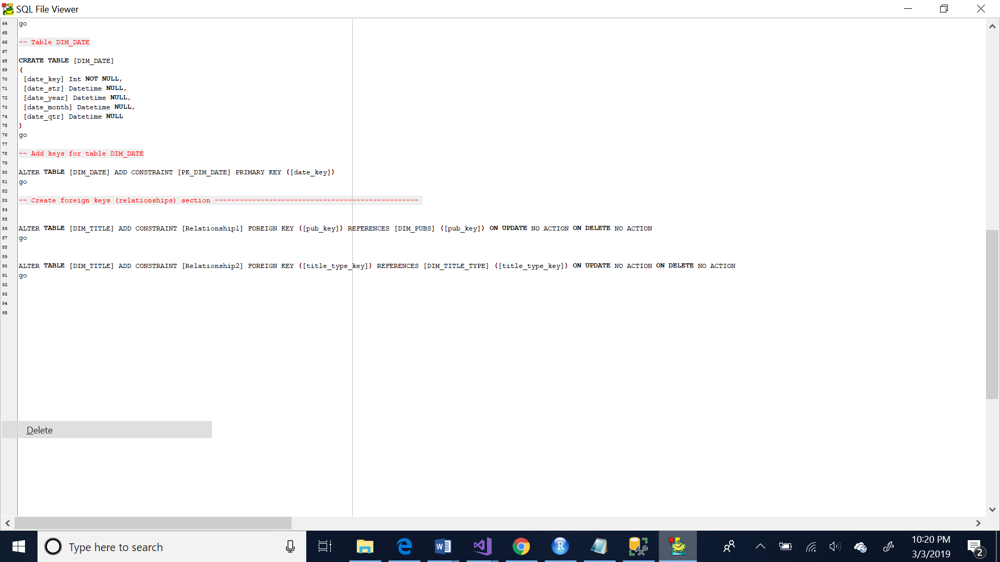 SQL File Viewer
64 go
65
66 -- Table DIM_DATE
67
68 CREATE TABLE [DIM_DATE]
69 (
70 [date_key] Int NOT NULL,
71 [date_str] Datetime NULL,
72 [date_year] Datetime NULL,
73 [date_month] Datetime NULL,
74 [date_qtr] Datetime NULL
75 )
76 go
77
78 -- Add keys for table DIM_DATE
79
80 ALTER TABLE [DIM_DATE] ADD CONSTRAINT [PK_DIM_DATE] PRIMARY KEY ([date_key])
81 go
82
83 -- Create foreign keys (relationships) section -------------------------------------------------
84
85
86 ALTER TABLE [DIM_TITLE] ADD CONSTRAINT [Relationship1] FOREIGN KEY ([pub_key]) REFERENCES [DIM_PUBS] ([pub_key]) ON UPDATE NO ACTION ON DELETE NO ACTION
87 go
88
89
90 ALTER TABLE [DIM_TITLE] ADD CONSTRAINT [Relationship2] FOREIGN KEY ([title_type_key]) REFERENCES [DIM_TITLE_TYPE] ([title_type_key]) ON UPDATE NO ACTION ON DELETE NO ACTION
91 go
92
93
94
95
Delete
Type here to search
10:20 PM
3/3/2019
2